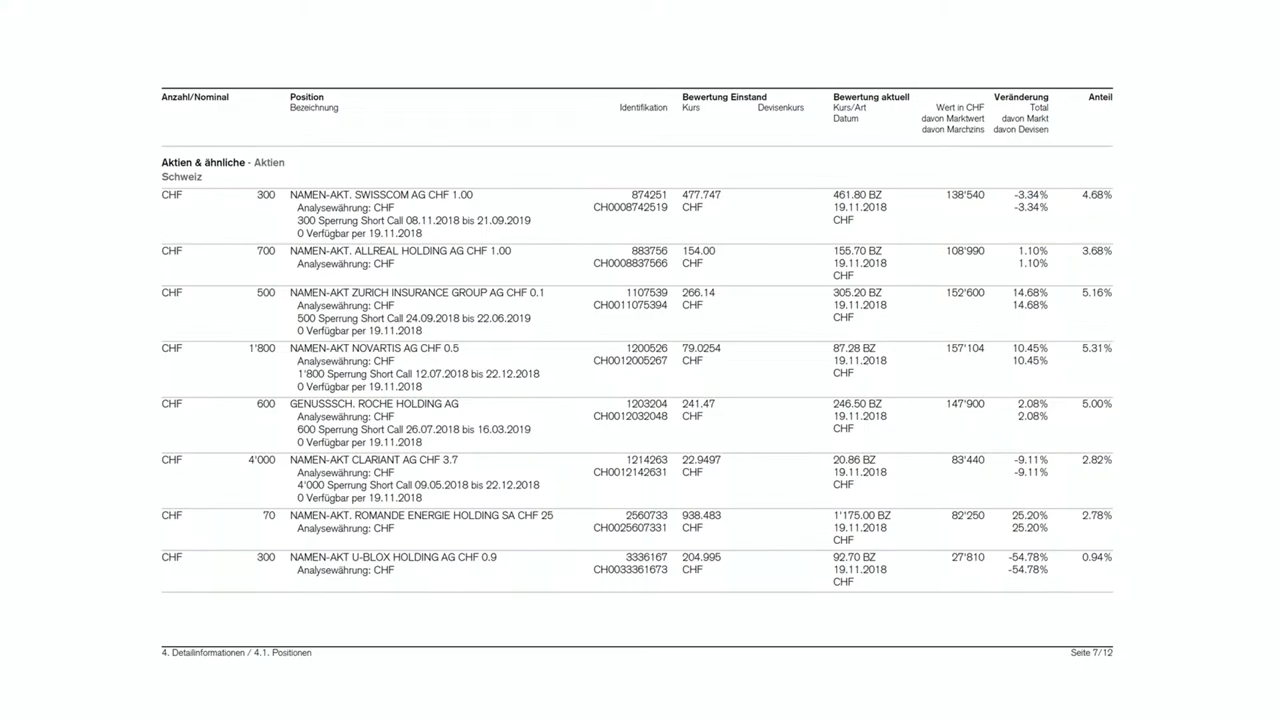 Anzahl/Nominal Position Bewertung Einstand Bewertung aktuell Veränderung Anteil
Bezeichnung Identifikation Kurs Devisenkurs Kurs/Art Wert in CHF Total
Datum davon Marktwert davon Markt
davon Marchzins davon Devisen
Aktien & ähnliche - Aktien
Schweiz
CHF 300 NAMEN-AKT. SWISSCOM AG CHF 1.00 874251 477.747 461.80 BZ 138'540 -3.34% 4.68%
Analysewährung: CHF CH0008742519 CHF 19.11.2018 -3.34%
300 Sperrung Short Call 08.11.2018 bis 21.09.2019 CHF
0 Verfügbar per 19.11.2018
CHF 700 NAMEN-AKT. ALLREAL HOLDING AG CHF 1.00 883756 154.00 155.70 BZ 108'990 1.10% 3.68%
Analysewährung: CHF CH0008837566 CHF 19.11.2018 1.10%
CHF
CHF 500 NAMEN-AKT ZURICH INSURANCE GROUP AG CHF 0.1 1107539 266.14 305.20 BZ 152'600 14.68% 5.16%
Analysewährung: CHF CH0011075394 CHF 19.11.2018 14.68%
500 Sperrung Short Call 24.09.2018 bis 22.06.2019 CHF
0 Verfügbar per 19.11.2018
CHF 1'800 NAMEN-AKT NOVARTIS AG CHF 0.5 1200526 79.0254 87.28 BZ 157'104 10.45% 5.31%
Analysewährung: CHF CH0012005267 CHF 19.11.2018 10.45%
1'800 Sperrung Short Call 12.07.2018 bis 22.12.2018 CHF
0 Verfügbar per 19.11.2018
CHF 600 GENUSSSCH. ROCHE HOLDING AG 1203204 241.47 246.50 BZ 147'900 2.08% 5.00%
Analysewährung: CHF CH0012032048 CHF 19.11.2018 2.08%
600 Sperrung Short Call 26.07.2018 bis 16.03.2019 CHF
0 Verfügbar per 19.11.2018
CHF 4'000 NAMEN-AKT CLARIANT AG CHF 3.7 1214263 22.9497 20.86 BZ 83'440 -9.11% 2.82%
Analysewährung: CHF CH0012142631 CHF 19.11.2018 -9.11%
4'000 Sperrung Short Call 09.05.2018 bis 22.12.2018 CHF
0 Verfügbar per 19.11.2018
CHF 70 NAMEN-AKT. ROMANDE ENERGIE HOLDING SA CHF 25 2560733 938.483 1'175.00 BZ 82'250 25.20% 2.78%
Analysewährung: CHF CH0025607331 CHF 19.11.2018 25.20%
CHF
CHF 300 NAMEN-AKT U-BLOX HOLDING AG CHF 0.9 3336167 204.995 92.70 BZ 27'810 -54.78% 0.94%
Analysewährung: CHF CH0033361673 CHF 19.11.2018 -54.78%
CHF
4. Detailinformationen / 4.1. Positionen Seite 7/12